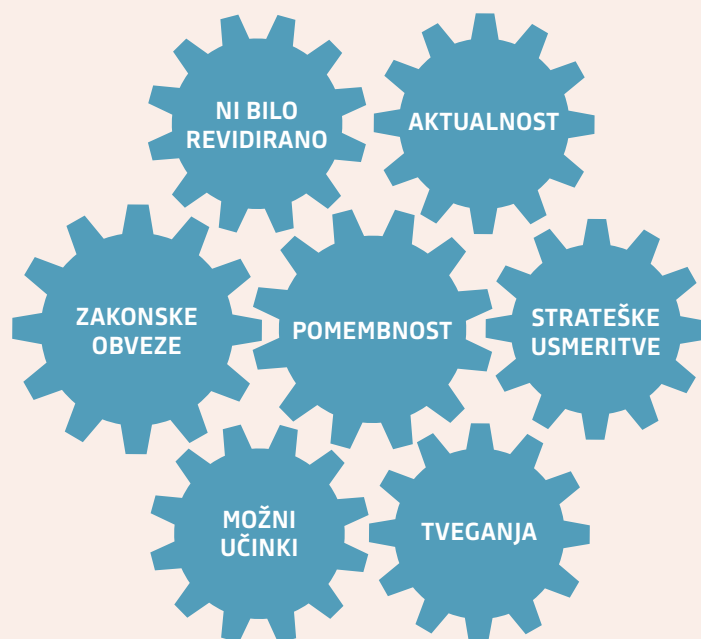 NI BILO
REVIDIRANO
AKTUALNOST
ZAKONSKE
OBVEZE
POMEMBNOST
STRATEŠKE
USMERITVE
MOŽNI
UČINKI
TVEGANJA